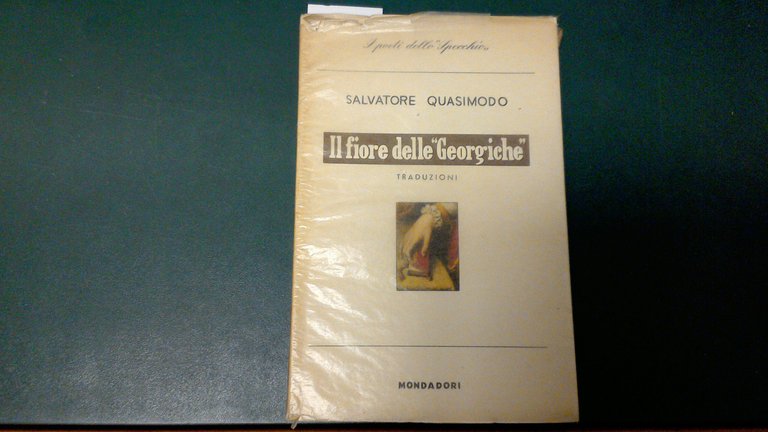 I poeti dello "Specchio"
SALVATORE QUASIMODO
Il fiore delle "Georgiche"
TRADUZIONI
MONDADORI